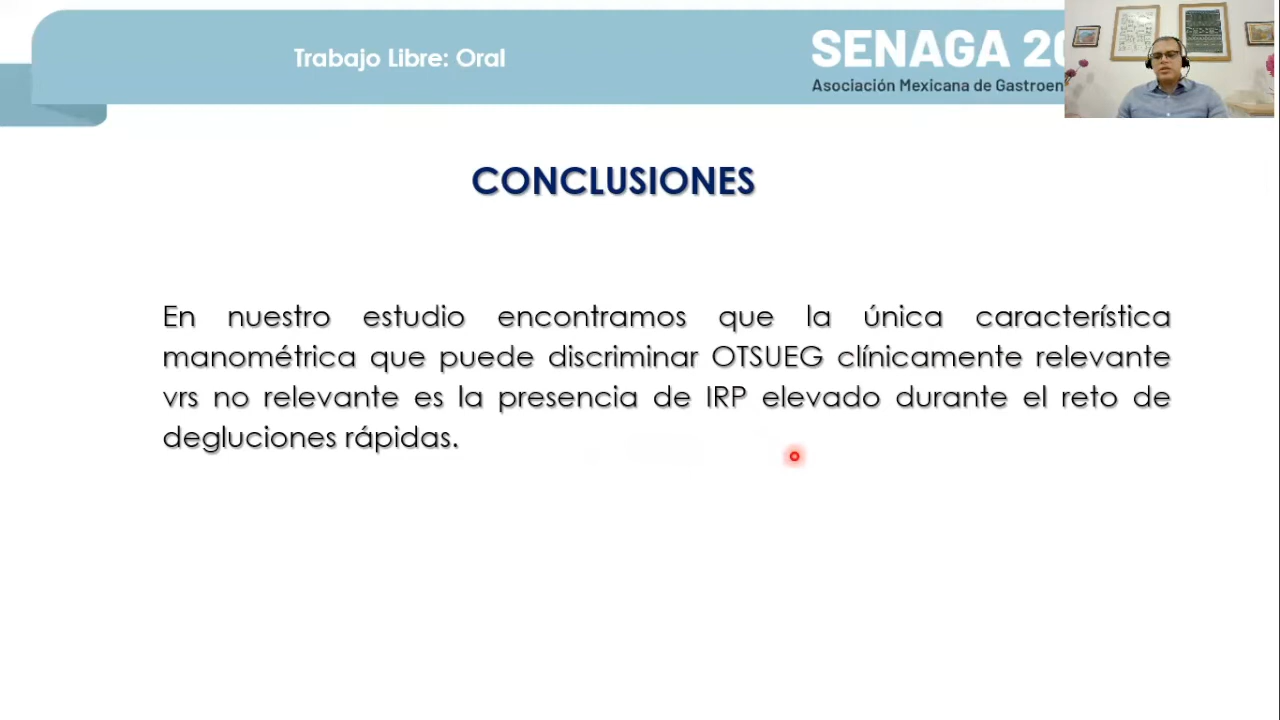 Trabajo Libre: Oral
SENAGA 20
Asociación Mexicana de Gastroen
CONCLUSIONES
En nuestro estudio encontramos que la única característica
manométrica que puede discriminar OTSUEG clínicamente relevante
vrs no relevante es la presencia de IRP elevado durante el reto de
degluciones rápidas.